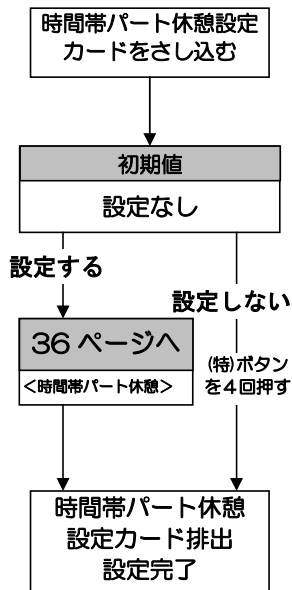 時間帯パート休憩設定
カードをさし込む
初期値
設定なし
設定する
設定しない
36 ページへ
＜時間帯パート休憩＞
(特)ボタン
を４回押す
時間帯パート休憩
設定カード排出
設定完了